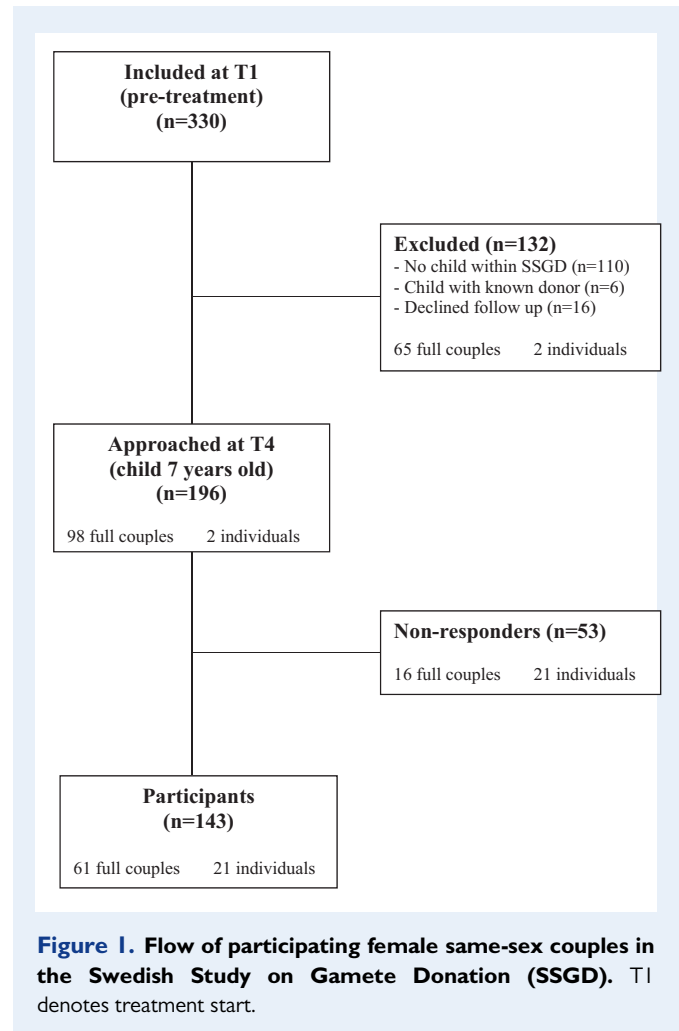 Included at T1
(pre-treatment)
(n=330)
Excluded (n=132)
- No child within SSGD (n=110)
- Child with known donor (n=6)
- Declined follow up (n=16)
65 full couples 2 individuals
Approached at T4
(child 7 years old)
(n=196)
98 full couples 2 individuals
Non-responders (n=53)
16 full couples 21 individuals
Participants
(n=143)
61 full couples 21 individuals
Figure 1. Flow of participating female same-sex couples in
the Swedish Study on Gamete Donation (SSGD). T1
denotes treatment start.